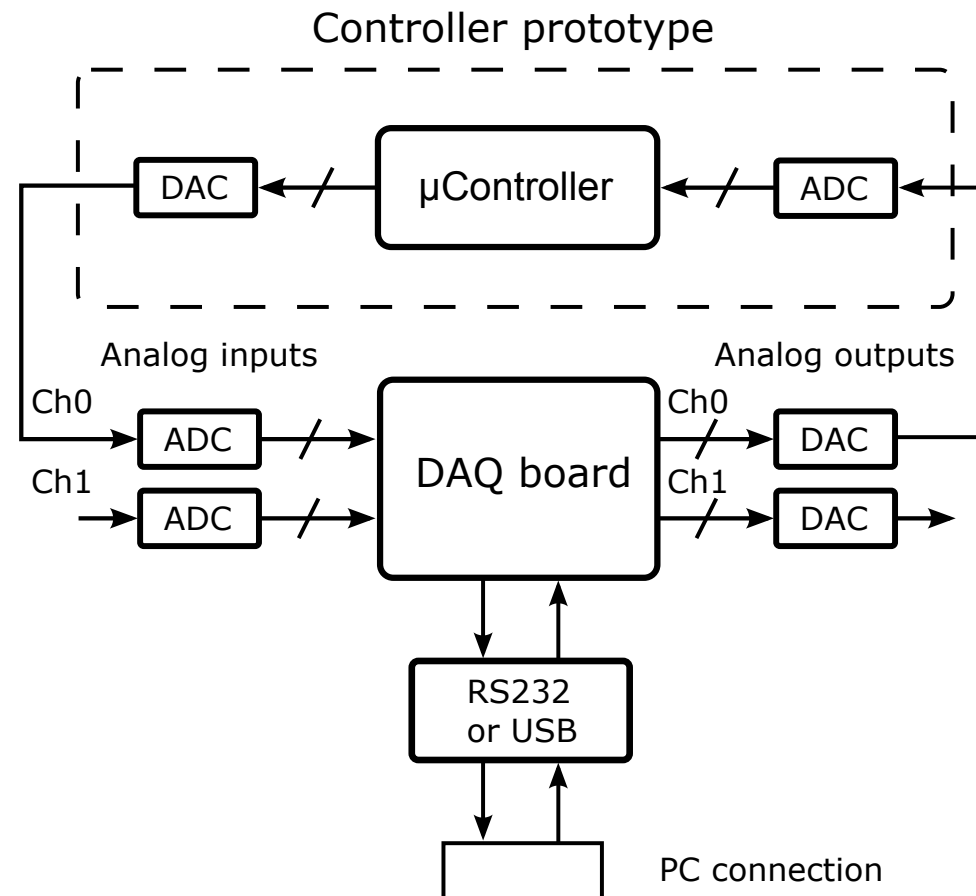 Controller prototype
DAC
µController
ADC
Analog inputs
Analog outputs
Ch0
Ch0
ADC
DAC
DAQ board
Ch1
Ch1
ADC
DAC
RS232
or USB
PC connection